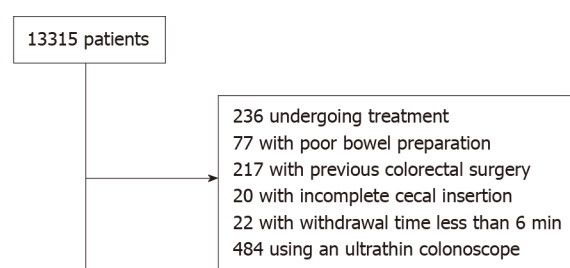 13315 patients
236 undergoing treatment
77 with poor bowel preparation
217 with previous colorectal surgery
20 with incomplete cecal insertion
22 with withdrawal time less than 6 min
484 using an ultrathin colonoscope